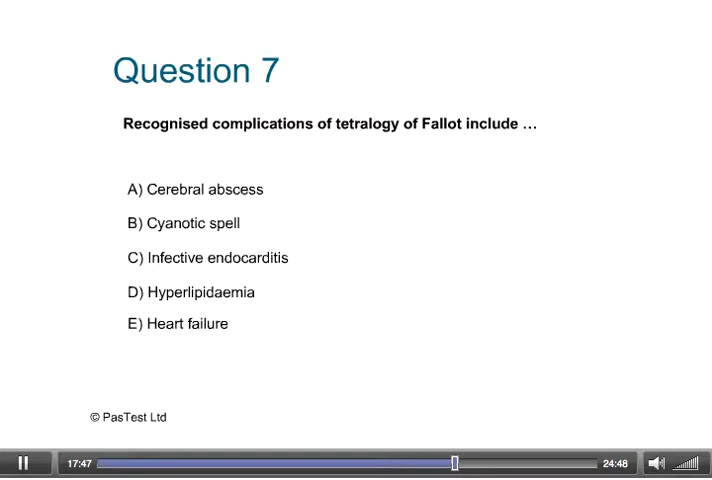 Question 7
Recognised complications of tetralogy of Fallot include …
A) Cerebral abscess
B) Cyanotic spell
C) Infective endocarditis
D) Hyperlipidaemia
E) Heart failure
© PasTest Ltd
17:47 24:48